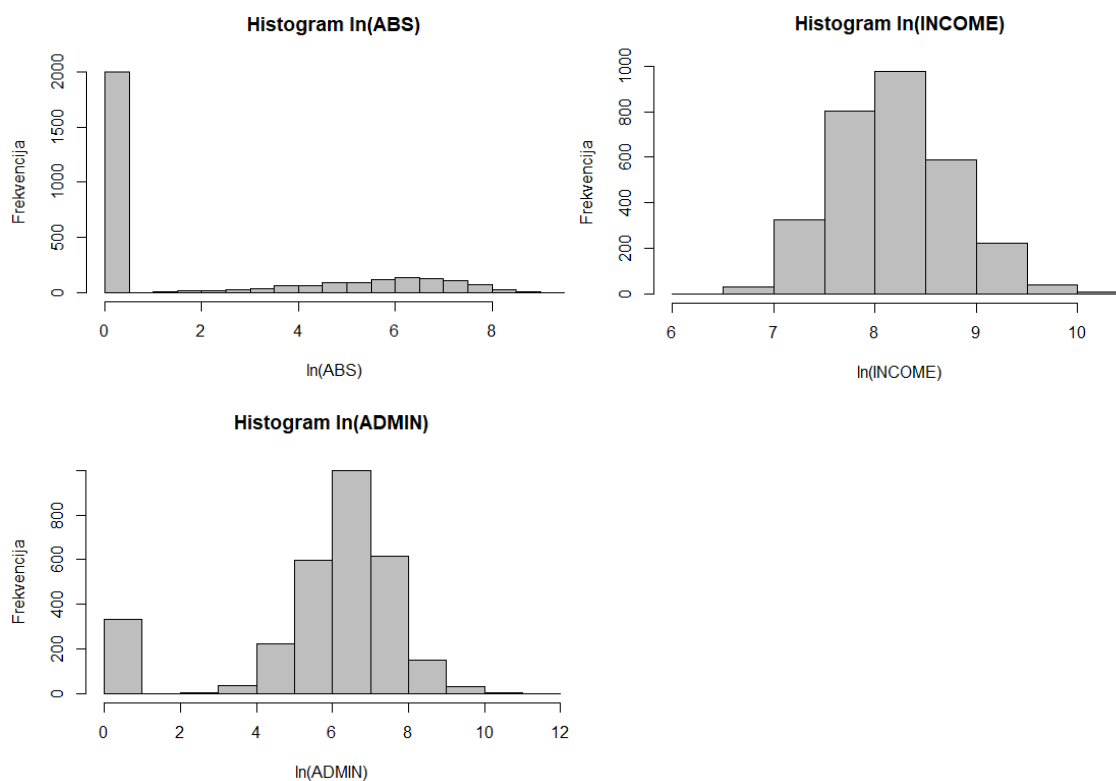 Histogram ln(ABS)
Frekvencija
2000
1500
1000
500
0
0 2 4 6 8
ln(ABS)
Histogram ln(INCOME)
Frekvencija
1000
800
600
400
200
0
6 7 8 9 10
ln(INCOME)
Histogram ln(ADMIN)
Frekvencija
800
600
400
200
0
0 2 4 6 8 10 12
ln(ADMIN)